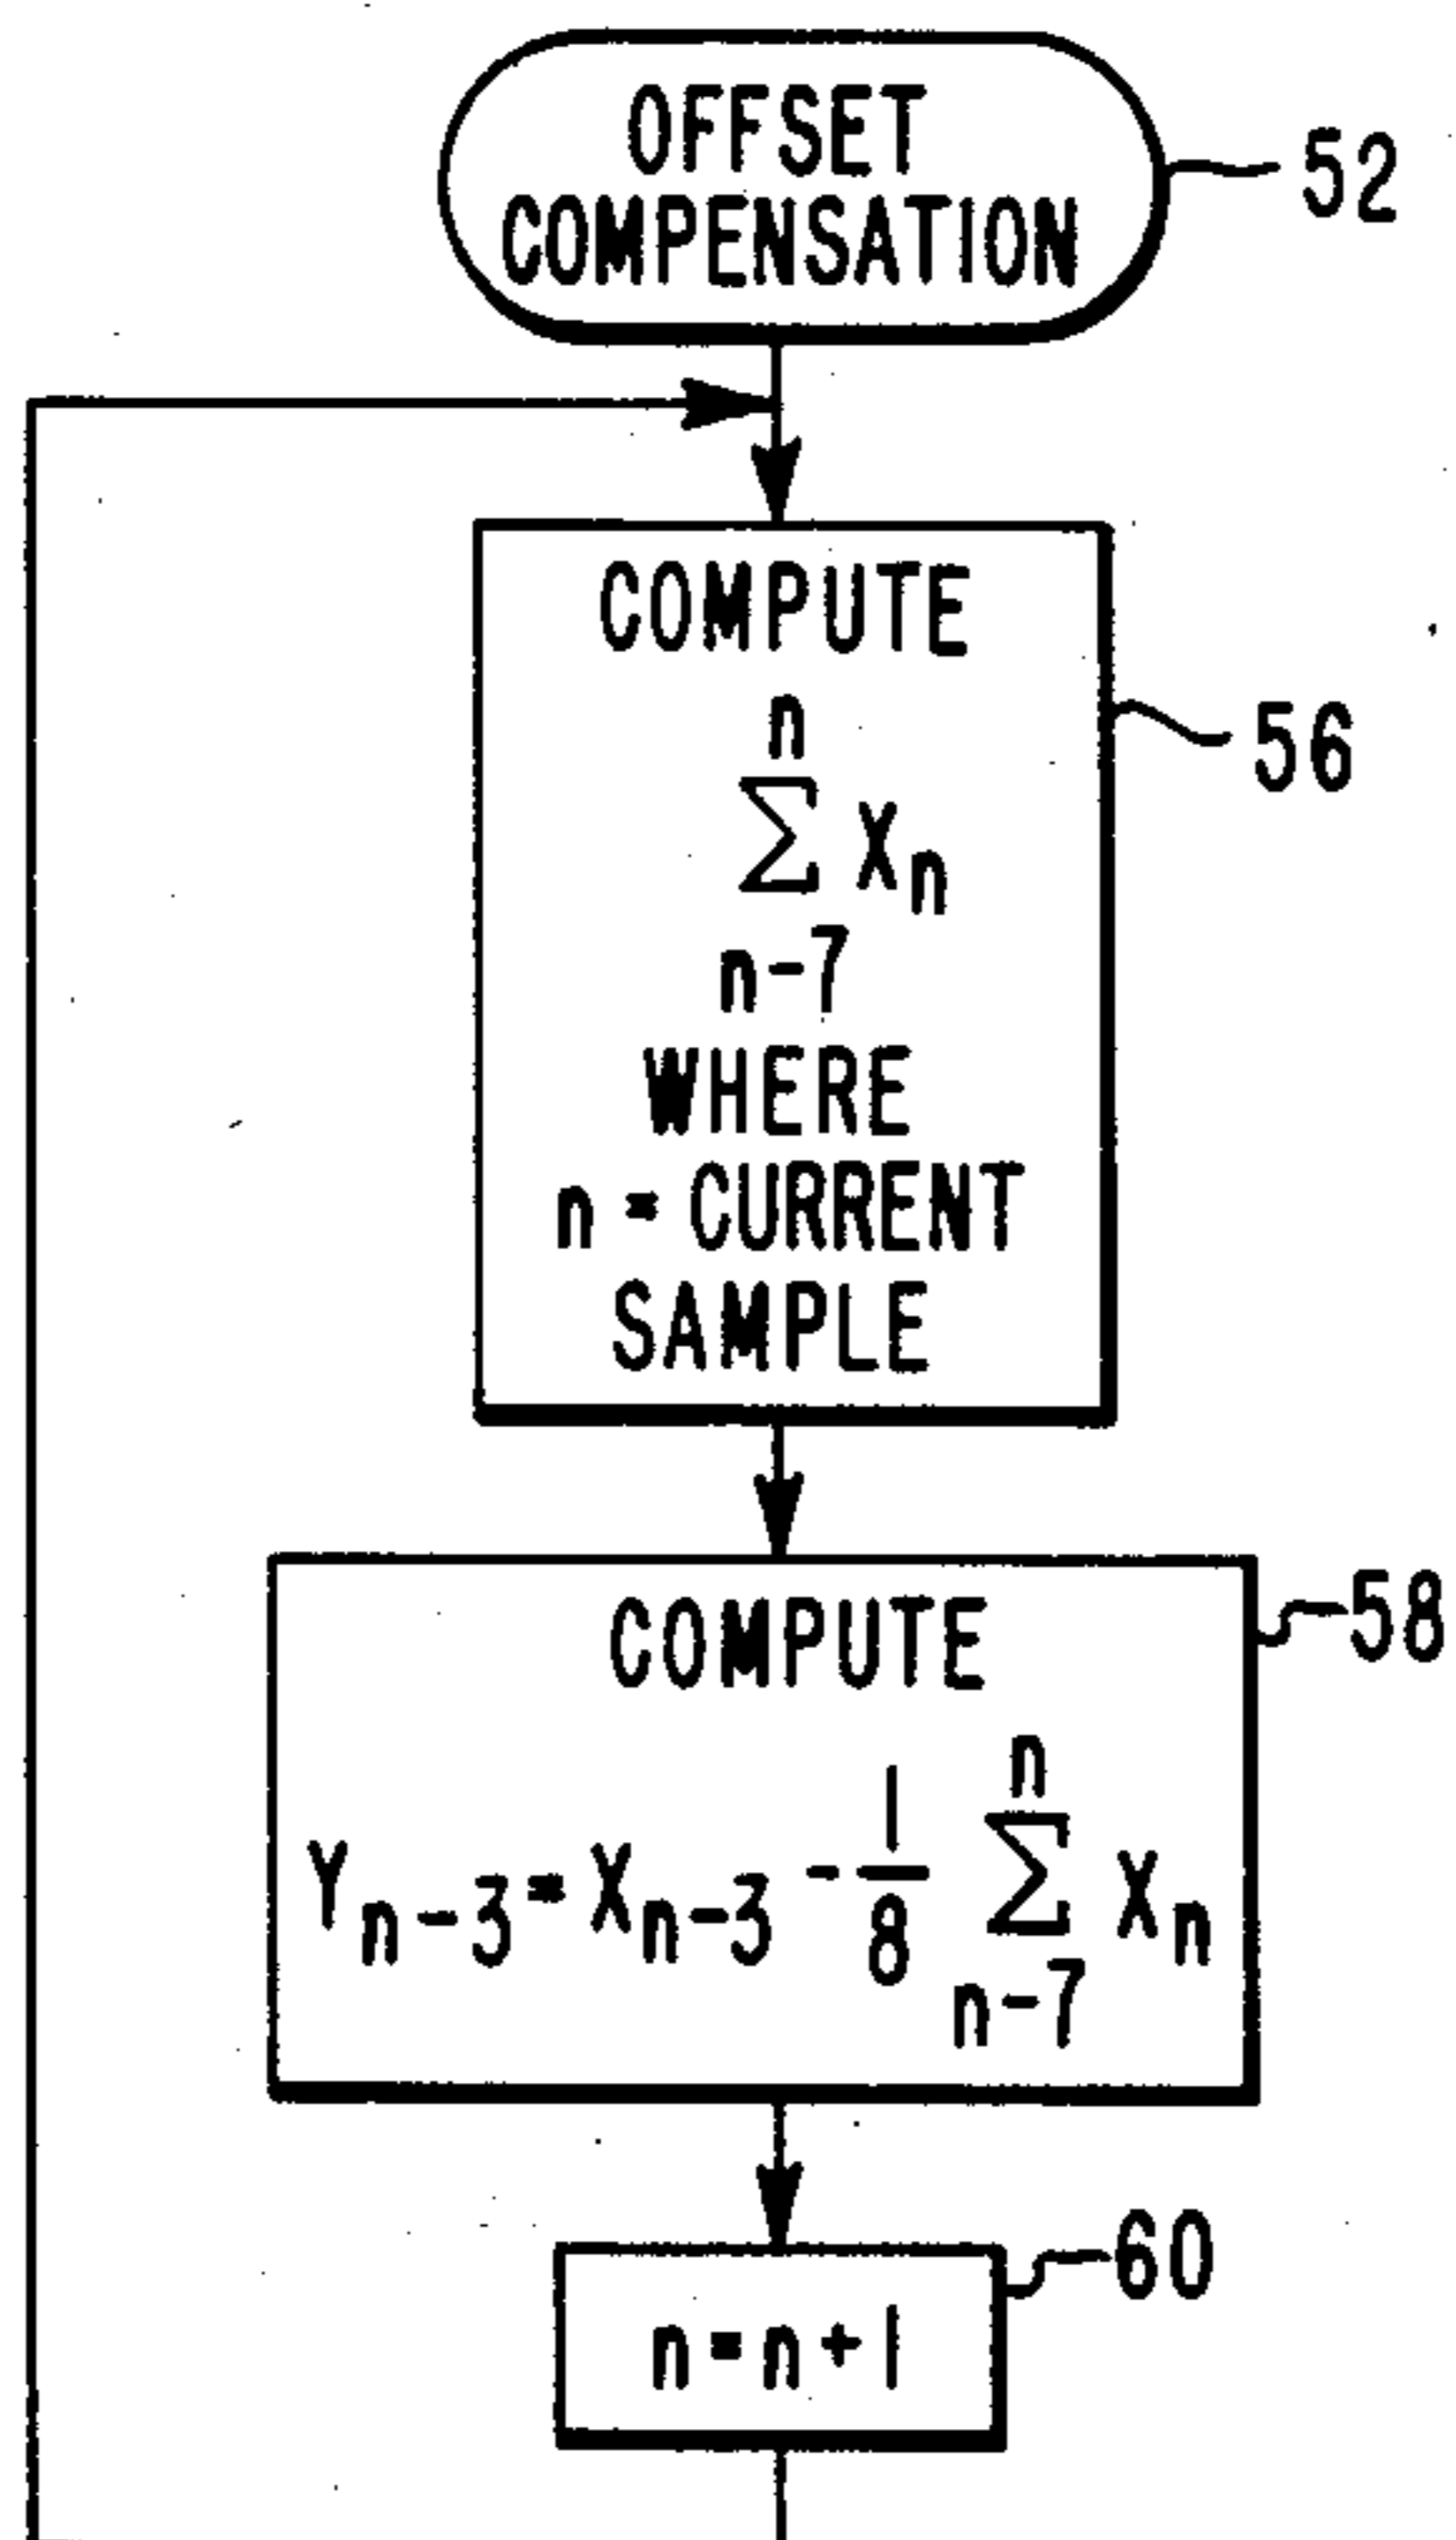 OFFSET
COMPENSATION
52
COMPUTE
n
∑ Xn
n-7
56
WHERE
n = CURRENT
SAMPLE
COMPUTE
58
Yn-3 = Xn-3 - 1/8 n∑n-7 Xn
n = n + 1
60